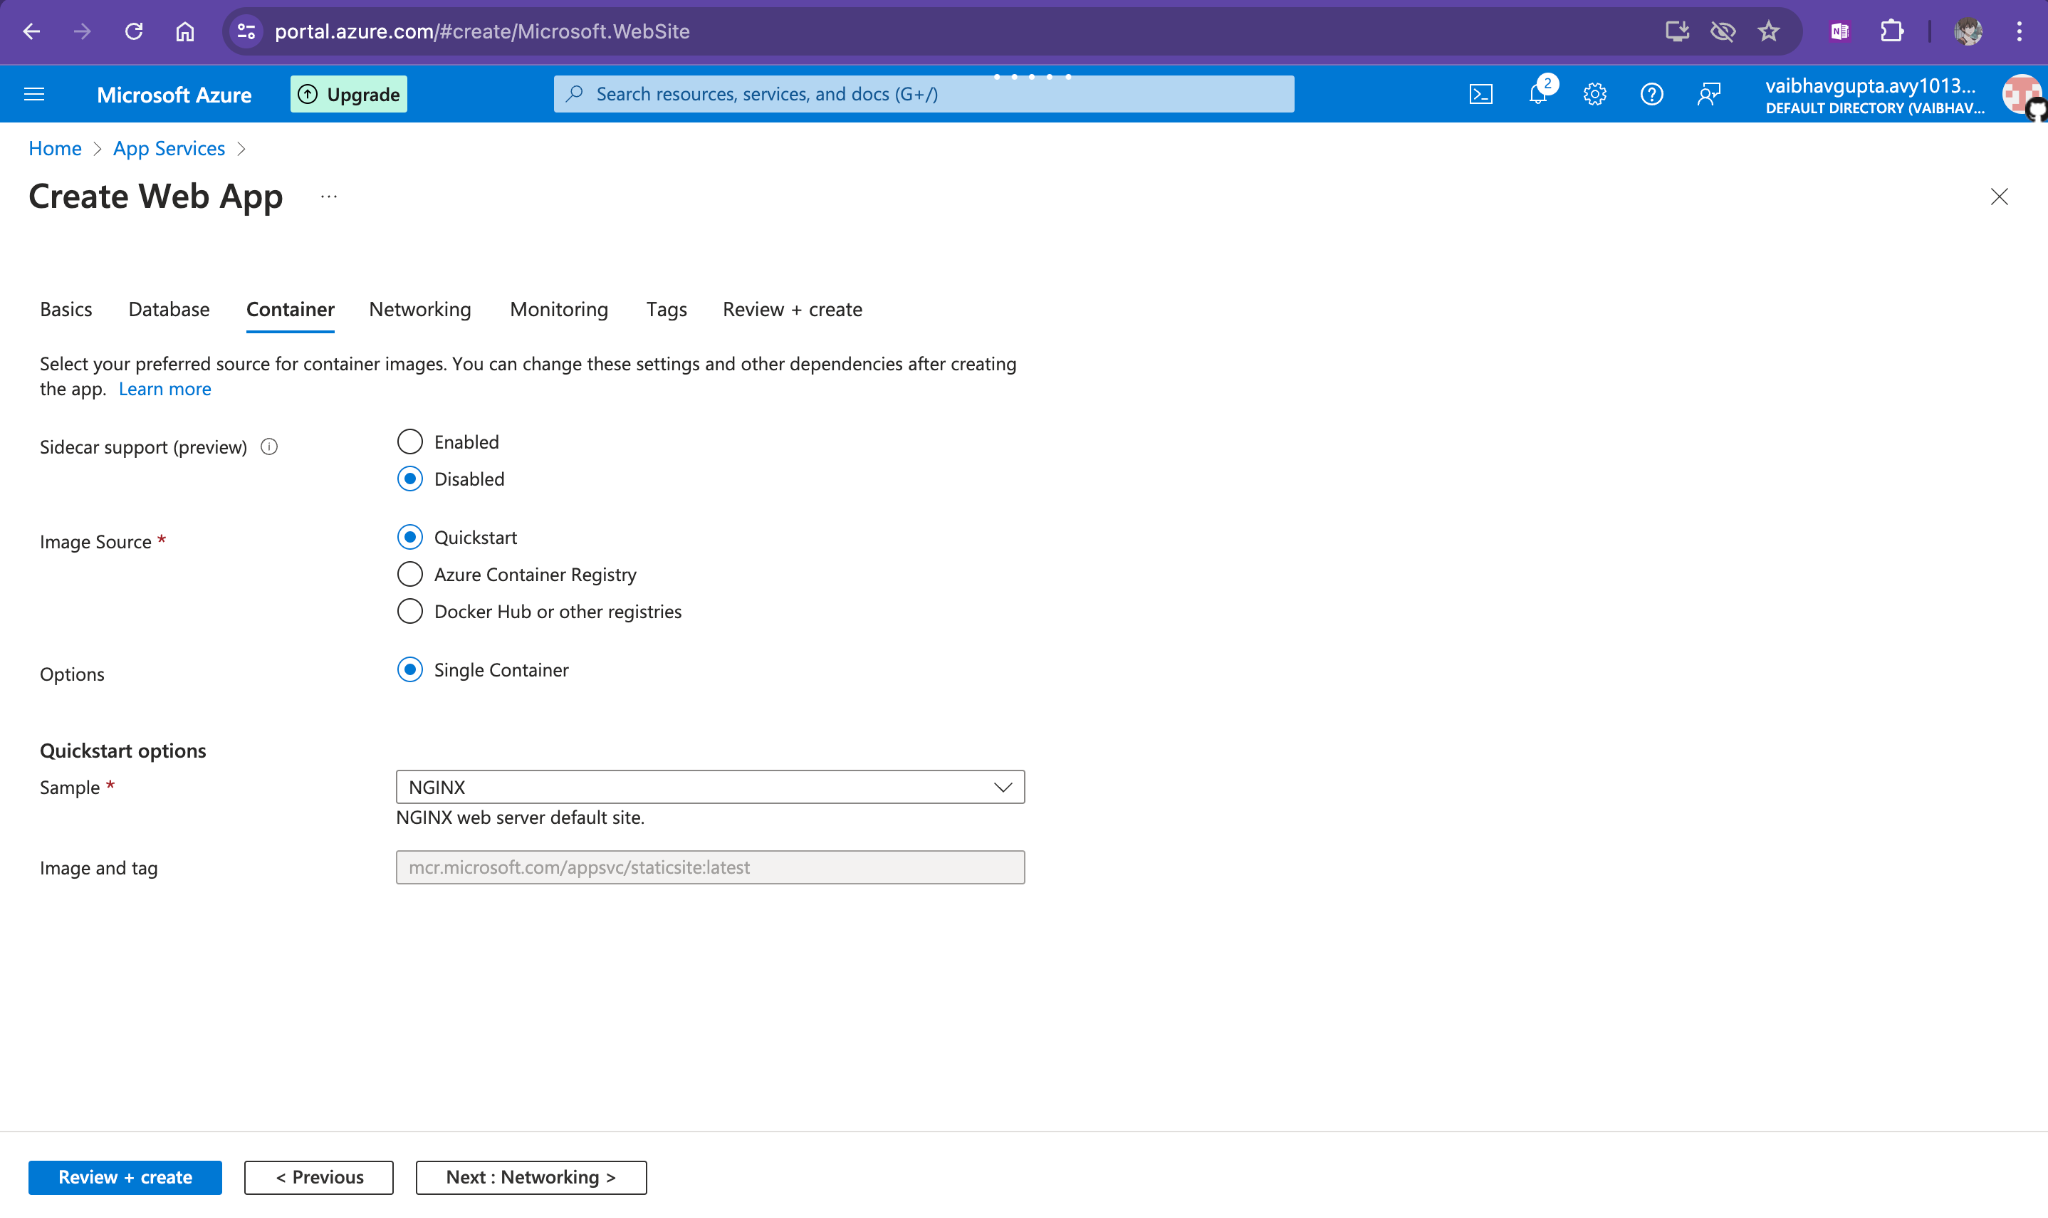 portal.azure.com/#create/Microsoft.WebSite
Microsoft Azure
Upgrade
Search resources, services, and docs (G+/)
2
vaibhavgupta.avy1013...
DEFAULT DIRECTORY (VAIBHAV...
Home > App Services >
Create Web App ...
Basics Database Container Networking Monitoring Tags Review + create
Select your preferred source for container images. You can change these settings and other dependencies after creating
the app. Learn more
Sidecar support (preview)
Enabled
Disabled
Image Source *
Quickstart
Azure Container Registry
Docker Hub or other registries
Options
Single Container
Quickstart options
Sample *
NGINX
NGINX web server default site.
Image and tag
mcr.microsoft.com/appsvc/staticsite:latest
Review + create
< Previous
Next : Networking >